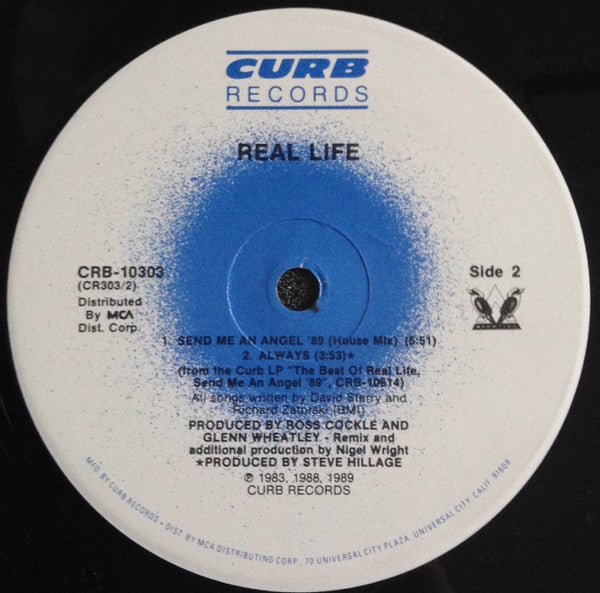 CURB
RECORDS
REAL LIFE
CRB-10303
(CR303/2)
Distributed
By MCA
Dist. Corp.
Side 2
1. SEND ME AN ANGEL '89 (House Mix) (5:51)
2. ALWAYS (3:53)★
(from the Curb LP "The Best Of Real Life,
Send Me An Angel '89", CRB-10614)
All songs written by David Sterry and
Richard Zatorski (BMI)
PRODUCED BY ROSS COCKLE AND
GLENN WHEATLEY - Remix and
additional production by Nigel Wright
★PRODUCED BY STEVE HILLAGE
℗ 1983, 1988, 1989
CURB RECORDS
MFG. BY CURB RECORDS - DIST. BY MCA DISTRIBUTING CORP., 70 UNIVERSAL CITY PLAZA, UNIVERSAL CITY, CALIF. 91608